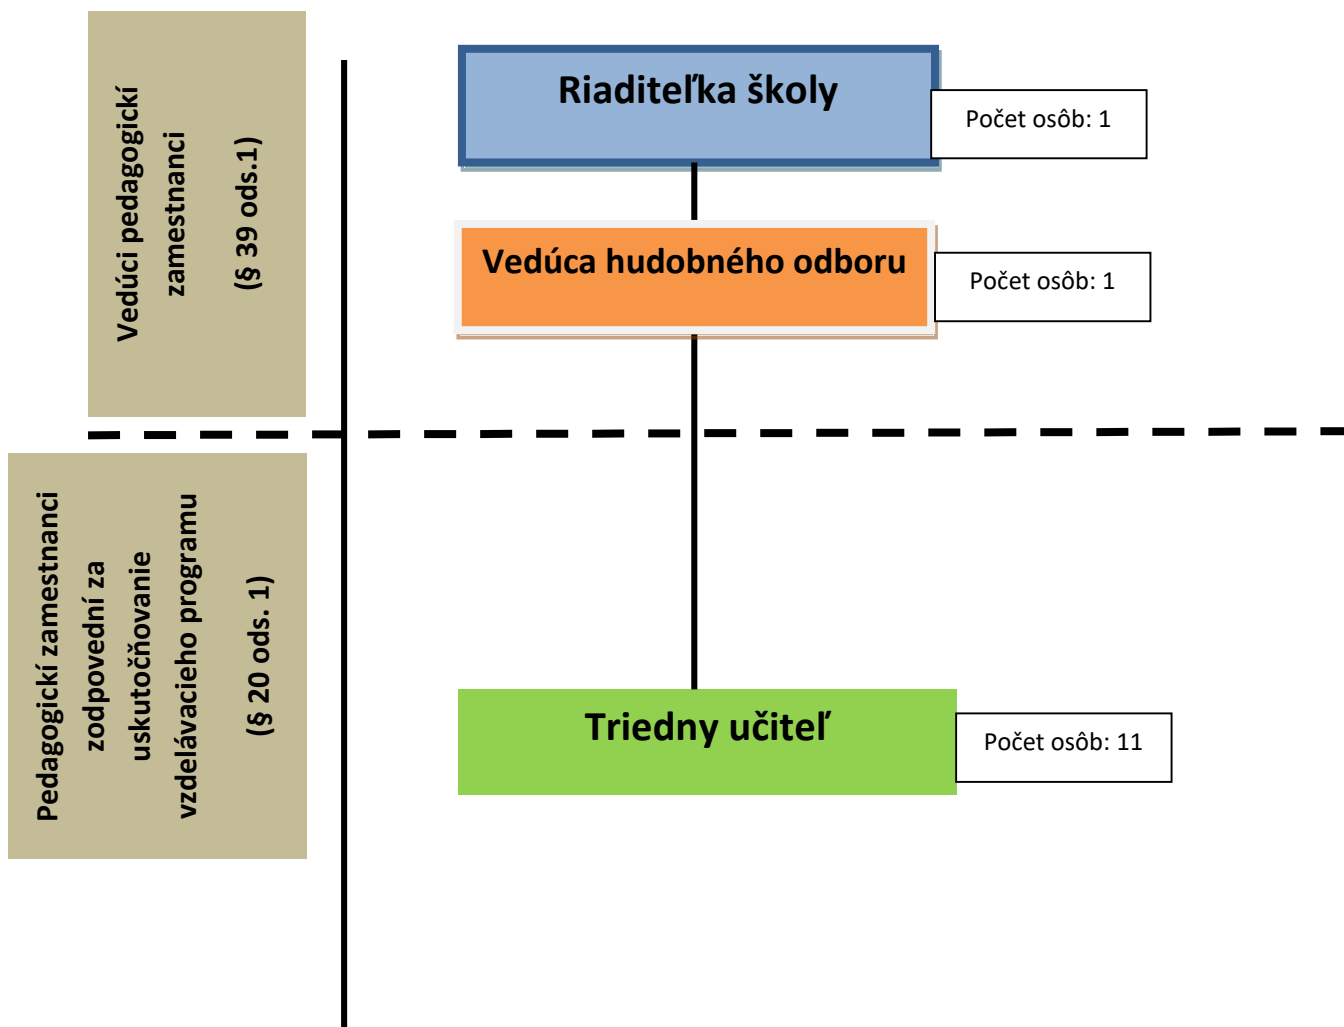 Vedúci pedagogickí
zamestnanci
(§ 39 ods.1)
Riaditeľka školy
Počet osôb: 1
Vedúca hudobného odboru
Počet osôb: 1
Pedagogickí zamestnanci
zodpovední za
uskutočňovanie
vzdelávacieho programu
(§ 20 ods. 1)
Triedny učiteľ
Počet osôb: 11